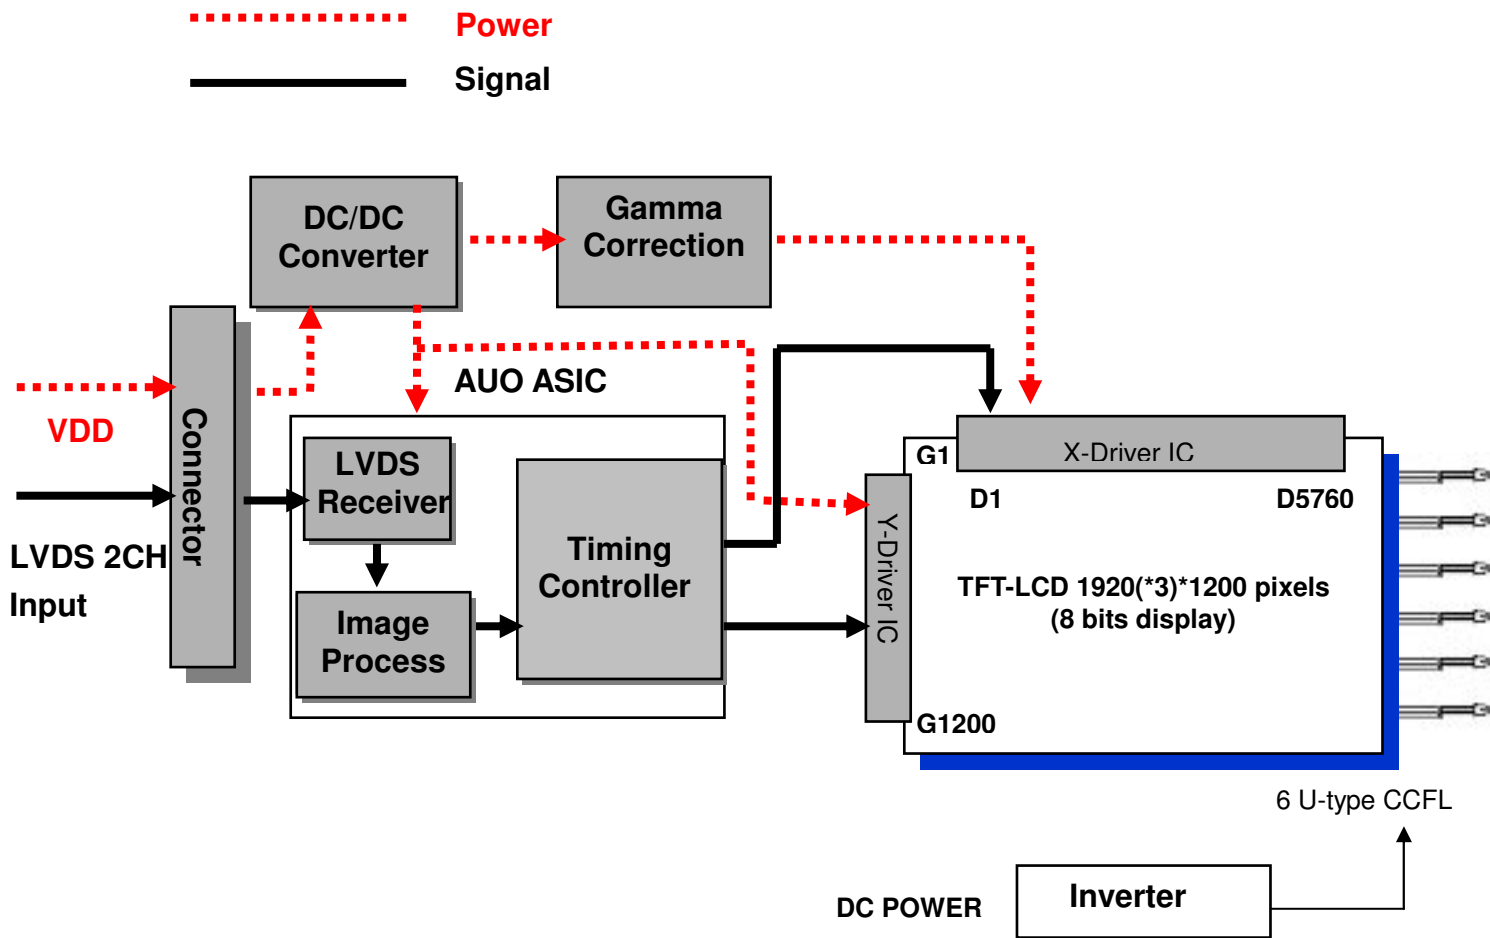 Power
Signal
DC/DC
Converter
Gamma
Correction
AUO ASIC
VDD
Connector
LVDS 2CH
Input
LVDS
Receiver
Image
Process
Timing
Controller
G1
X-Driver IC
D1
D5760
Y-Driver IC
TFT-LCD 1920(*3)*1200 pixels
(8 bits display)
G1200
6 U-type CCFL
DC POWER
Inverter